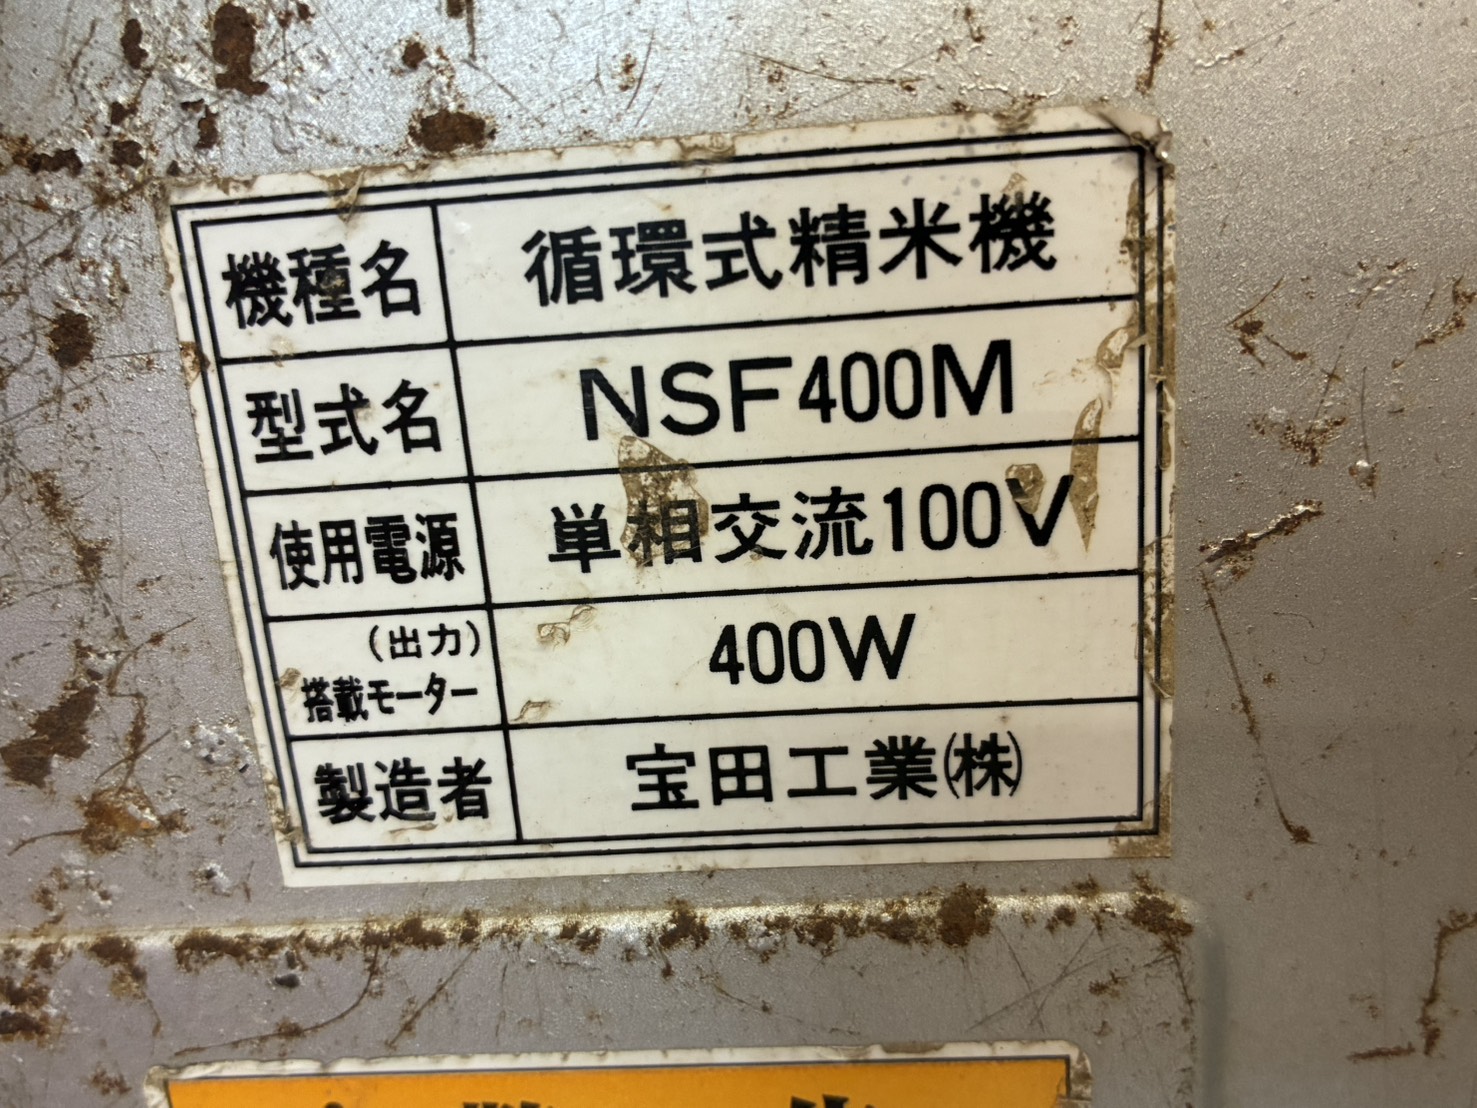 機種名 循環式精米機
型式名 NSF400M
使用電源 単相交流100V
(出力)
搭載モーター 400W
製造者 宝田工業(株)